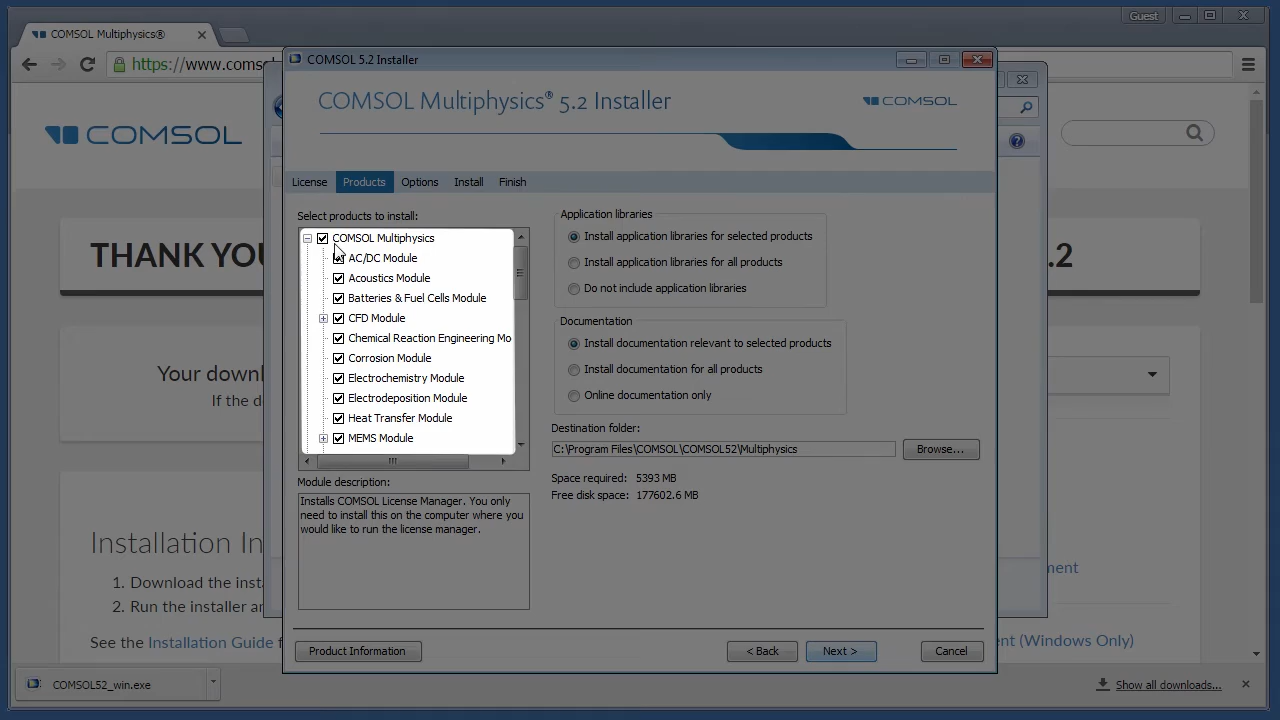 Guest
COMSOL Multiphysics®
https://www.coms
COMSOL 5.2 Installer
COMSOL Multiphysics® 5.2 Installer
COMSOL
COMSOL
License Products Options Install Finish
Select products to install:
COMSOL Multiphysics
AC/DC Module
Acoustics Module
Batteries & Fuel Cells Module
CFD Module
Chemical Reaction Engineering Mo
Corrosion Module
Electrochemistry Module
Electrodeposition Module
Heat Transfer Module
MEMS Module
Application libraries
Install application libraries for selected products
Install application libraries for all products
Do not include application libraries
Documentation
Install documentation relevant to selected products
Install documentation for all products
Online documentation only
Destination folder:
C:\Program Files\COMSOL\COMSOL52\Multiphysics
Browse...
Space required: 5393 MB
Free disk space: 177602.6 MB
Module description:
Installs COMSOL License Manager. You only
need to install this on the computer where you
would like to run the license manager.
Product Information
< Back
Next >
Cancel
THANK YOU
.2
Your downl
If the d
Installation In
1. Download the insta
2. Run the installer an
See the Installation Guide f
ment
nt (Windows Only)
COMSOL52_win.exe
Show all downloads...